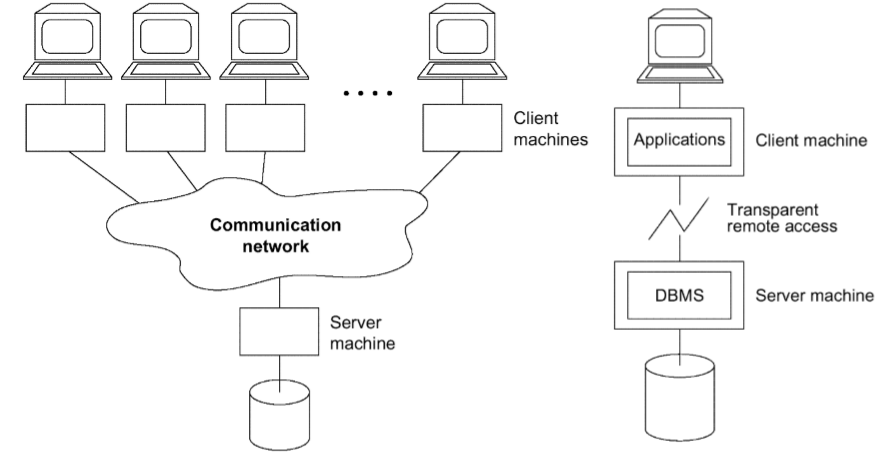 Client
machines
Communication
network
Server
machine
Applications
Client machine
Transparent
remote access
DBMS
Server machine